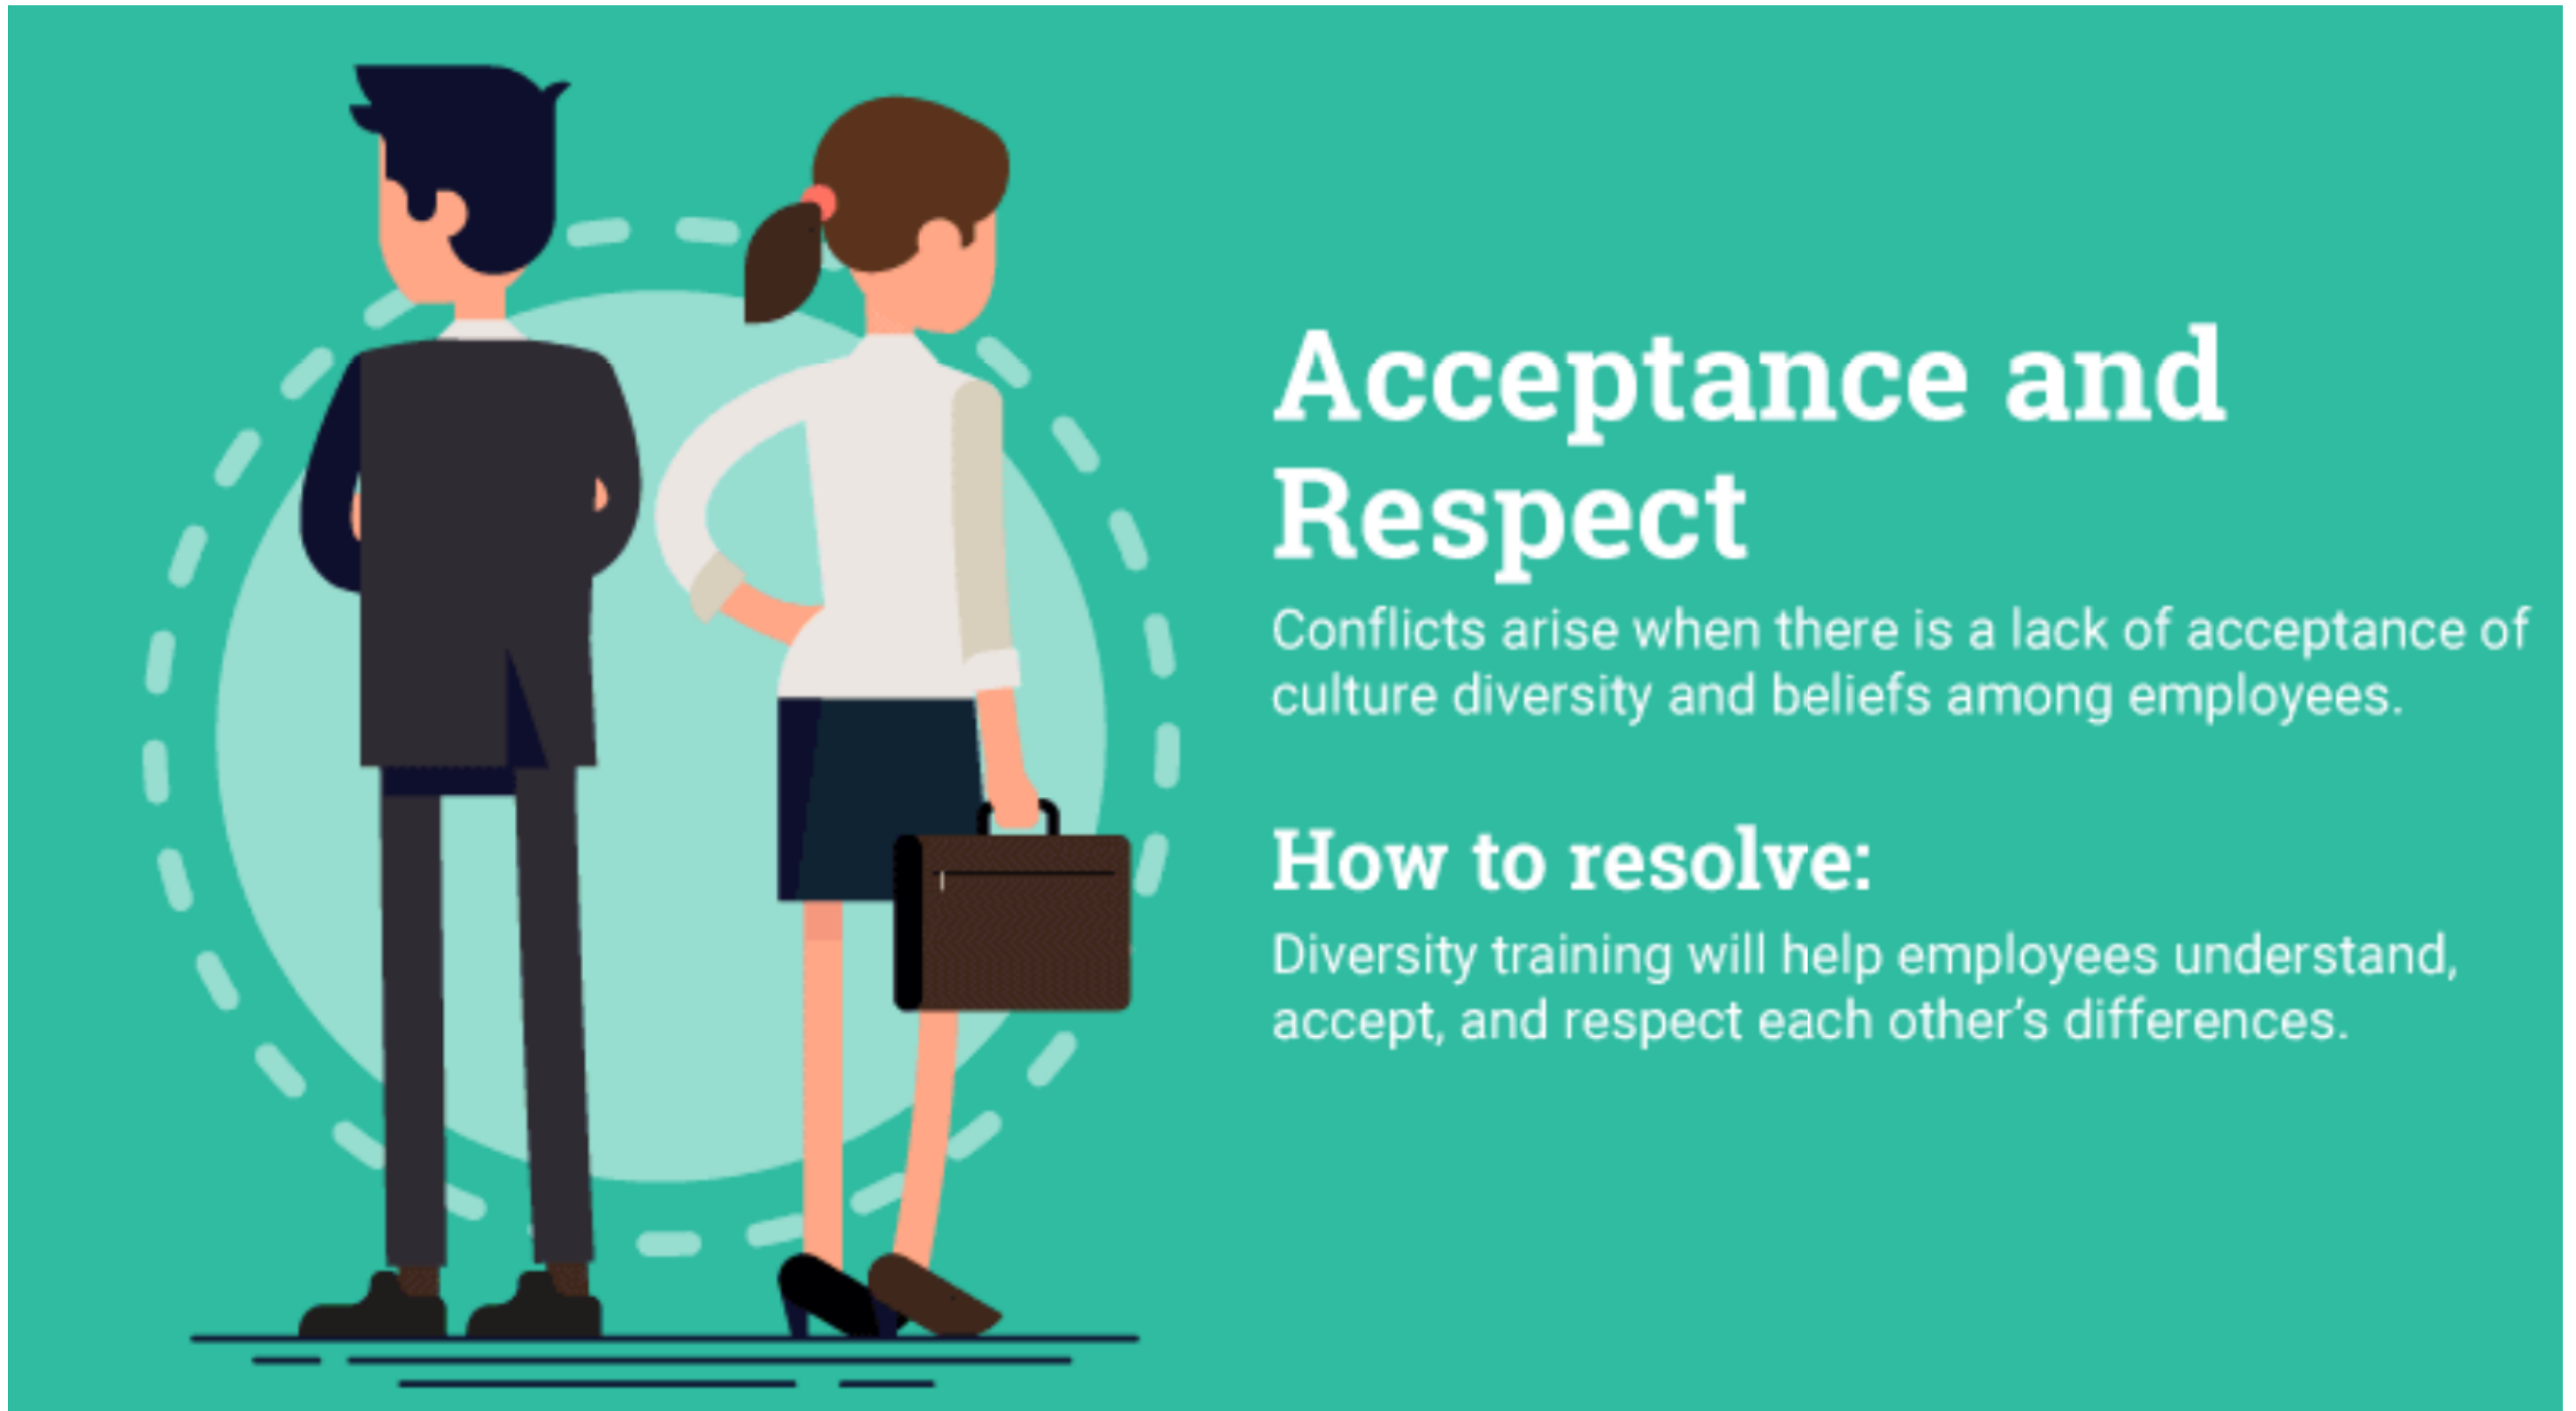 Acceptance and
Respect
Conflicts arise when there is a lack of acceptance of
culture diversity and beliefs among employees.
How to resolve:
Diversity training will help employees understand,
accept, and respect each other’s differences.